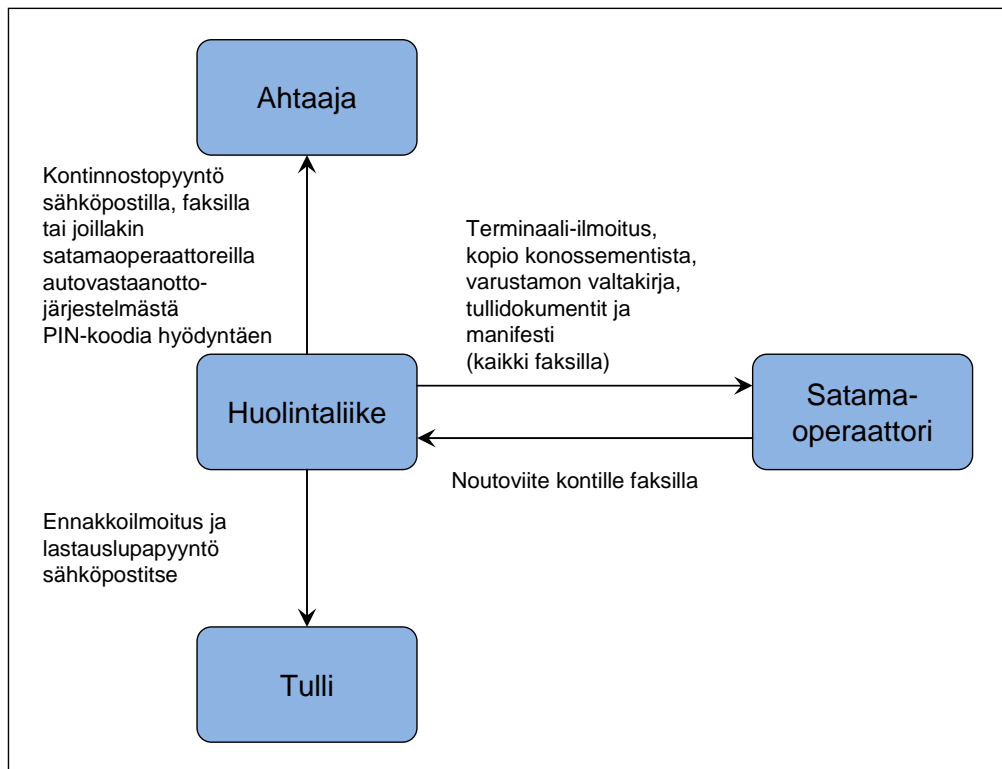 Ahtaaja
Kontinnostopyyntö
sähköpostilla, faksilla
tai joillakin
satamaoperaattoreilla
autovastaanotto-
järjestelmästä
PIN-koodia hyödyntäen
Terminaali-ilmoitus,
kopio konossementista,
varustamon valtakirja,
tullidokumentit ja
manifesti
(kaikki faksilla)
Huolintaliike
Satama-
operaattori
Noutoviite kontille faksilla
Ennakkoilmoitus ja
lastauslupapyyntö
sähköpostitse
Tulli